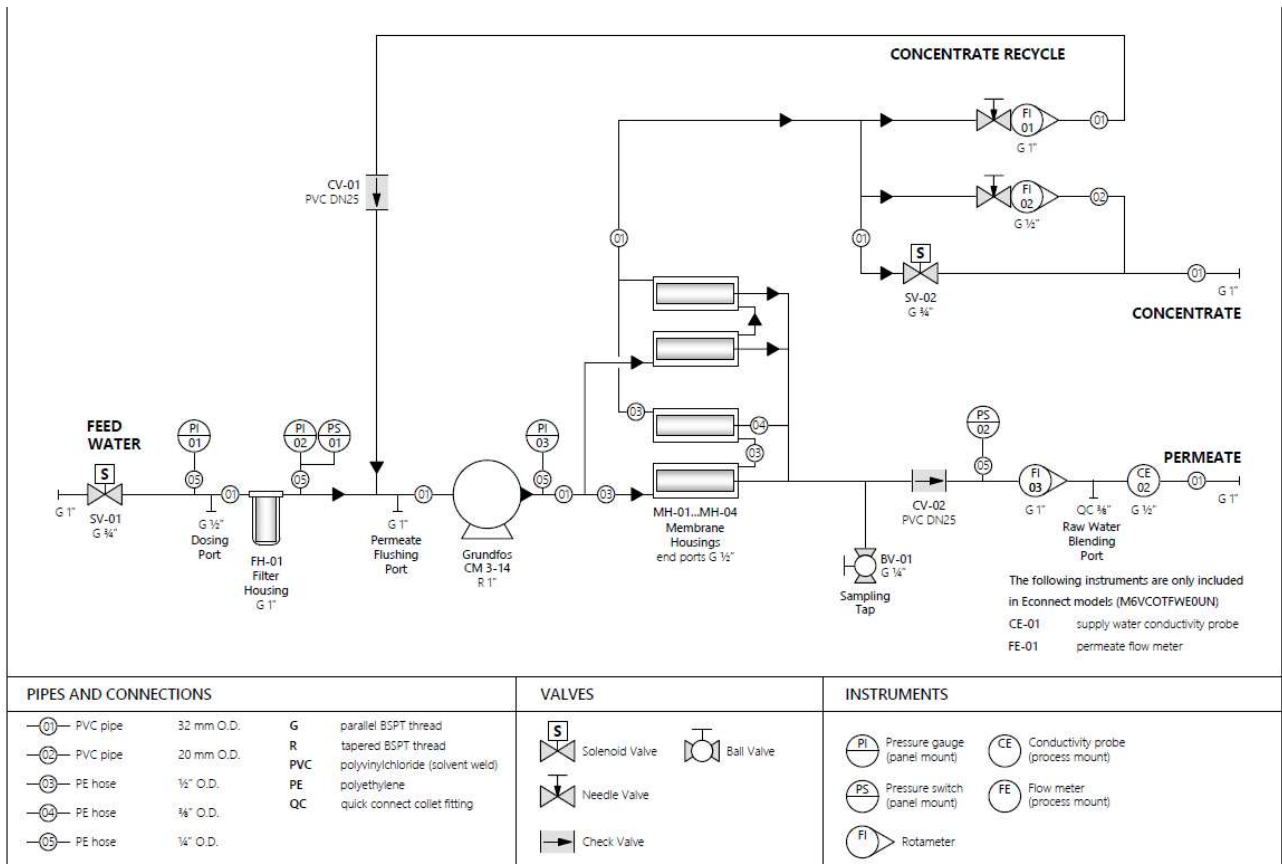 CONCENTRATE RECYCLE
FI
01
01
G 1"
CV-01
PVC DN25
FI
02
02
G ½"
01
01
S
SV-02
G ¾"
01
G 1"
CONCENTRATE
FEED
WATER
PI
01
PI
02
PS
01
PI
03
03
04
03
PS
02
PERMEATE
S
05
05
05
05
G 1"
SV-01
G ¾"
01
G ½"
Dosing
Port
FH-01
Filter
Housing
G 1"
G 1"
Permeate
Flushing
Port
01
Grundfos
CM 3-14
R 1"
01
03
MH-01...MH-04
Membrane
Housings
end ports G ½"
CV-02
PVC DN25
FI
03
G 1"
QC ⅜"
Raw Water
Blending
Port
CE
02
G ½"
01
G 1"
BV-01
G ¼"
Sampling
Tap
The following instruments are only included
in Econnect models (M6VCOTFWE0UN)
CE-01 supply water conductivity probe
FE-01 permeate flow meter
PIPES AND CONNECTIONS
01 PVC pipe 32 mm O.D.
02 PVC pipe 20 mm O.D.
03 PE hose ½" O.D.
04 PE hose ⅜" O.D.
05 PE hose ¼" O.D.
G parallel BSPT thread
R tapered BSPT thread
PVC polyvinylchloride (solvent weld)
PE polyethylene
QC quick connect collet fitting
VALVES
S Solenoid Valve
Ball Valve
Needle Valve
Check Valve
INSTRUMENTS
PI Pressure gauge
(panel mount)
CE Conductivity probe
(process mount)
PS Pressure switch
(panel mount)
FE Flow meter
(process mount)
FI Rotameter